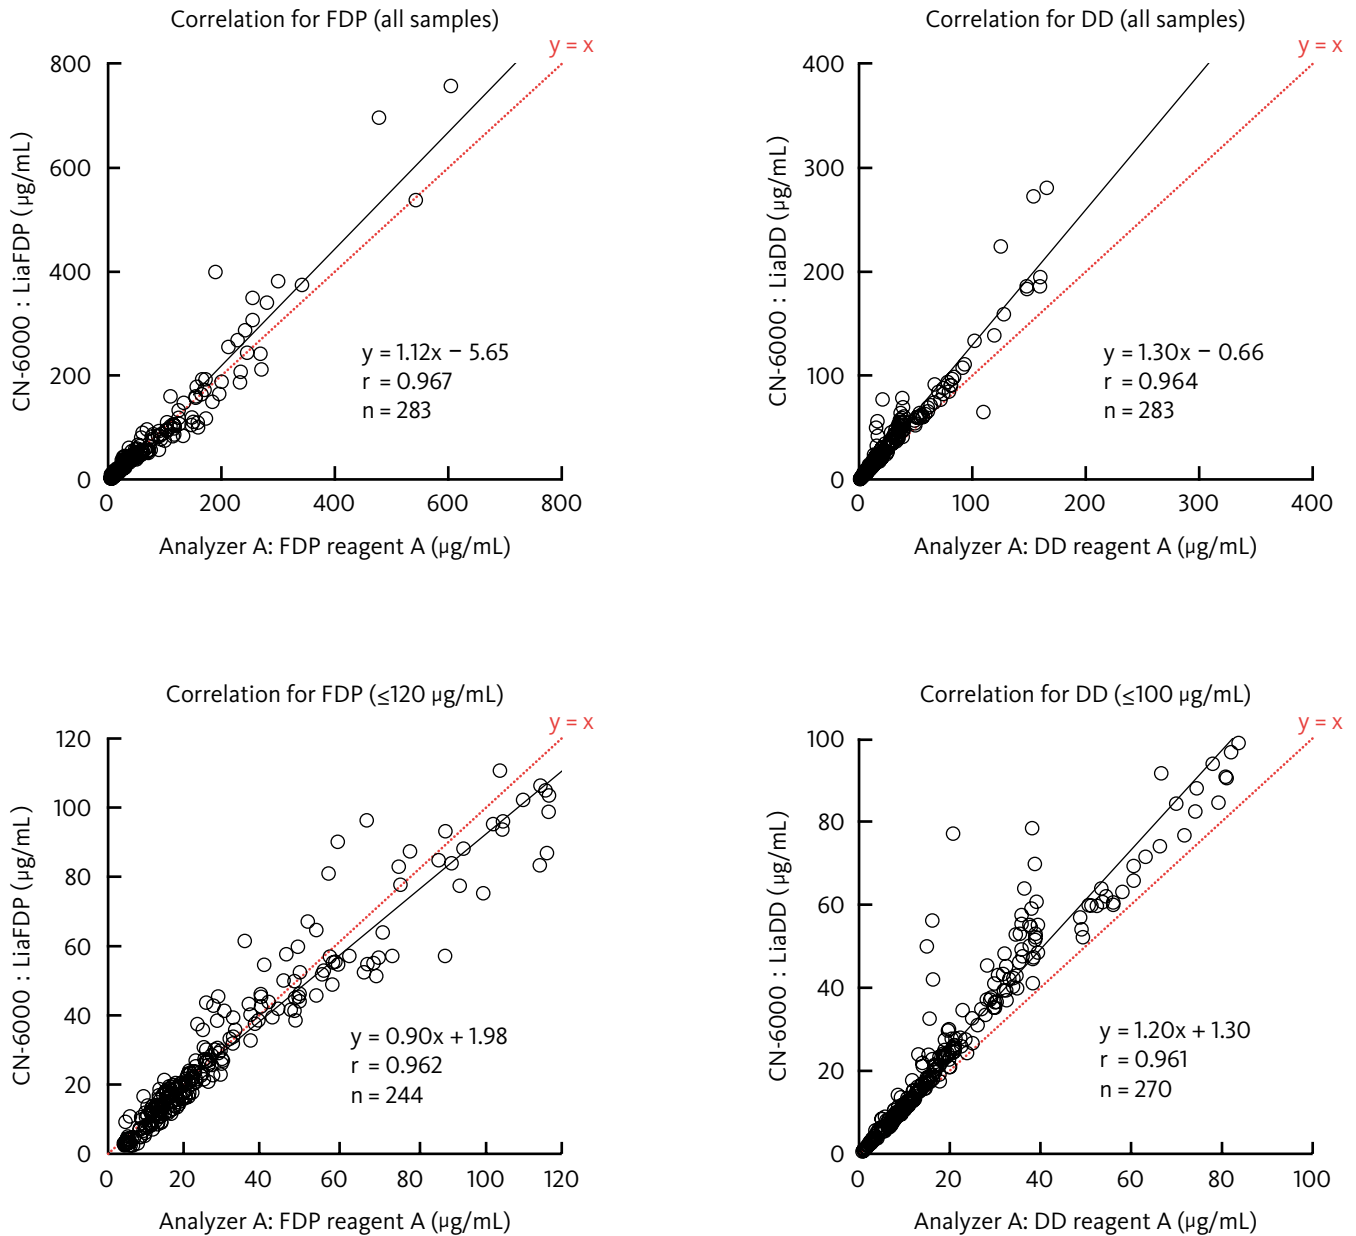 Correlation for FDP (all samples)
y = x
800
600
400
200
0
0 200 400 600 800
CN-6000 : LiaFDP (µg/mL)
y = 1.12x − 5.65
r = 0.967
n = 283
Analyzer A: FDP reagent A (µg/mL)
Correlation for DD (all samples)
y = x
400
300
200
100
0
0 100 200 300 400
CN-6000 : LiaDD (µg/mL)
y = 1.30x − 0.66
r = 0.964
n = 283
Analyzer A: DD reagent A (µg/mL)
Correlation for FDP (≤120 µg/mL)
y = x
120
100
80
60
40
20
0
0 20 40 60 80 100 120
CN-6000 : LiaFDP (µg/mL)
y = 0.90x + 1.98
r = 0.962
n = 244
Analyzer A: FDP reagent A (µg/mL)
Correlation for DD (≤100 µg/mL)
y = x
100
80
60
40
20
0
0 20 40 60 80 100
CN-6000 : LiaDD (µg/mL)
y = 1.20x + 1.30
r = 0.961
n = 270
Analyzer A: DD reagent A (µg/mL)